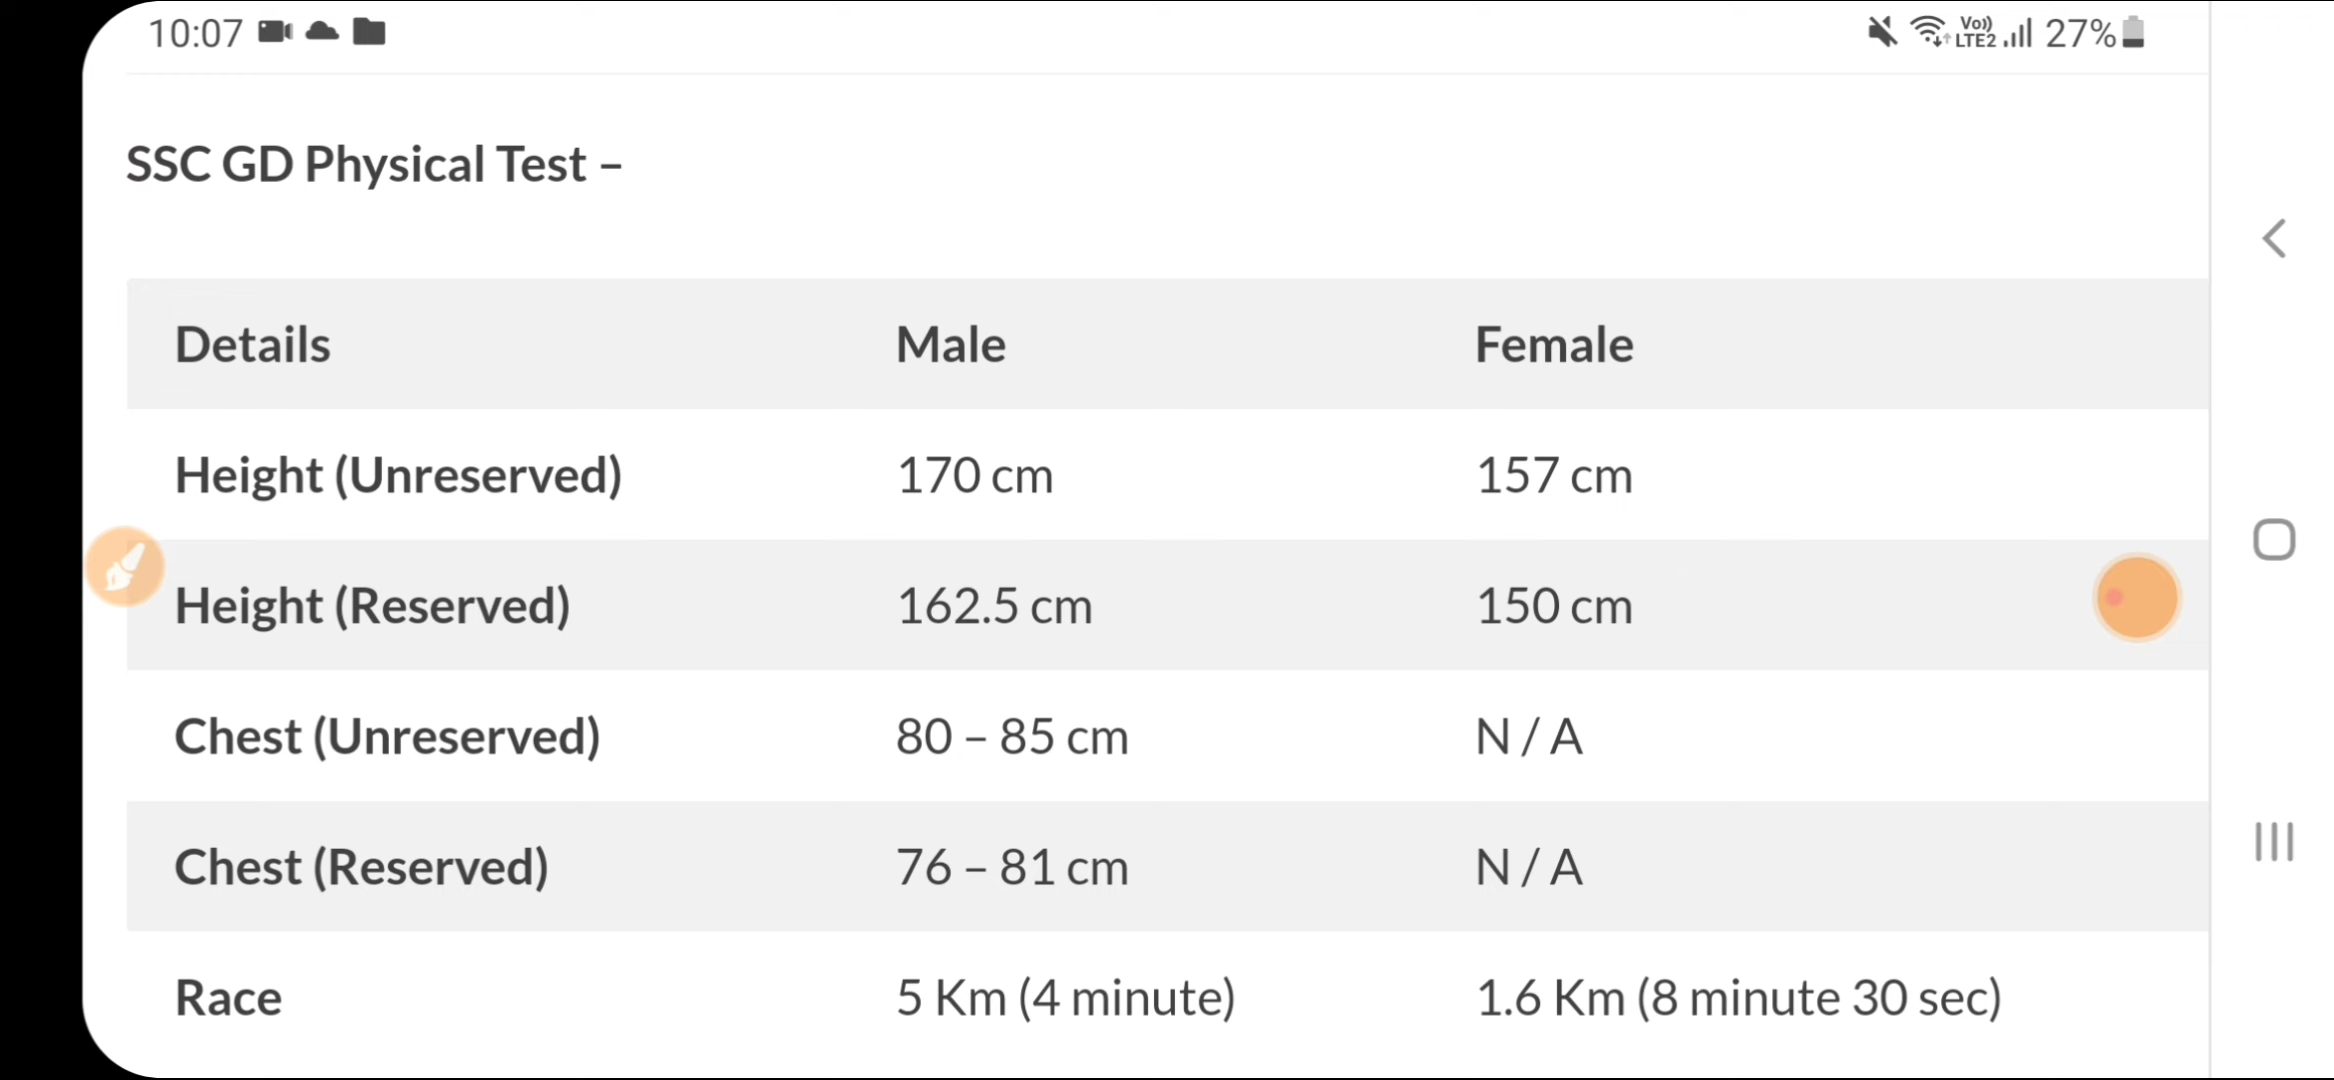 10:07 Vo)) LTE2 27%
SSC GD Physical Test –
Details Male Female
Height (Unreserved) 170 cm 157 cm
Height (Reserved) 162.5 cm 150 cm
Chest (Unreserved) 80 – 85 cm N / A
Chest (Reserved) 76 – 81 cm N / A
Race 5 Km (4 minute) 1.6 Km (8 minute 30 sec)